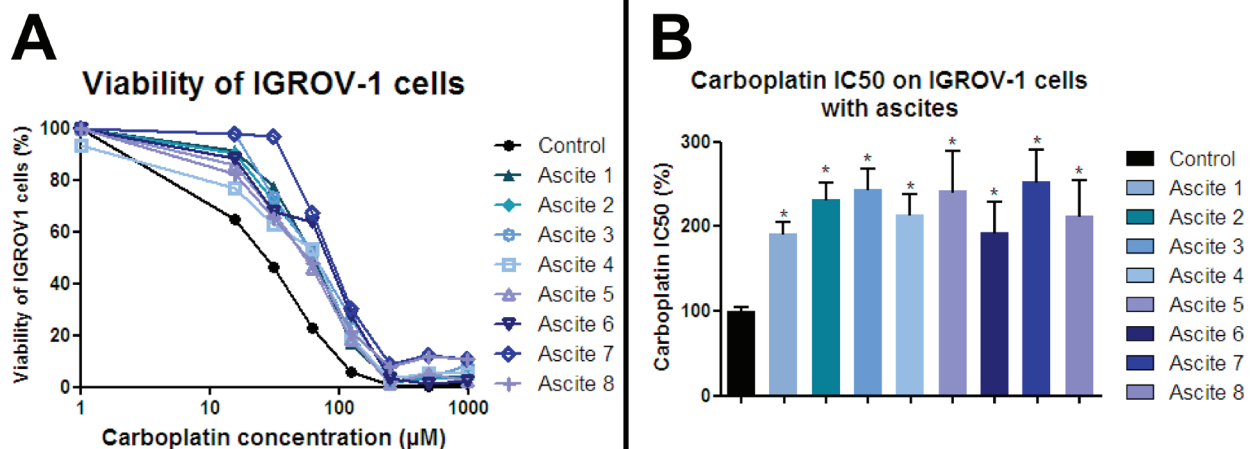 A
Viability of IGROV-1 cells
Viability of IGROV1 cells (%)
100
80
60
40
20
0
1
10
100
1000
Carboplatin concentration (µM)
Control
Ascite 1
Ascite 2
Ascite 3
Ascite 4
Ascite 5
Ascite 6
Ascite 7
Ascite 8
B
Carboplatin IC50 on IGROV-1 cells
with ascites
Carboplatin IC50 (%)
300
200
100
0
* * * * * * * *
Control
Ascite 1
Ascite 2
Ascite 3
Ascite 4
Ascite 5
Ascite 6
Ascite 7
Ascite 8